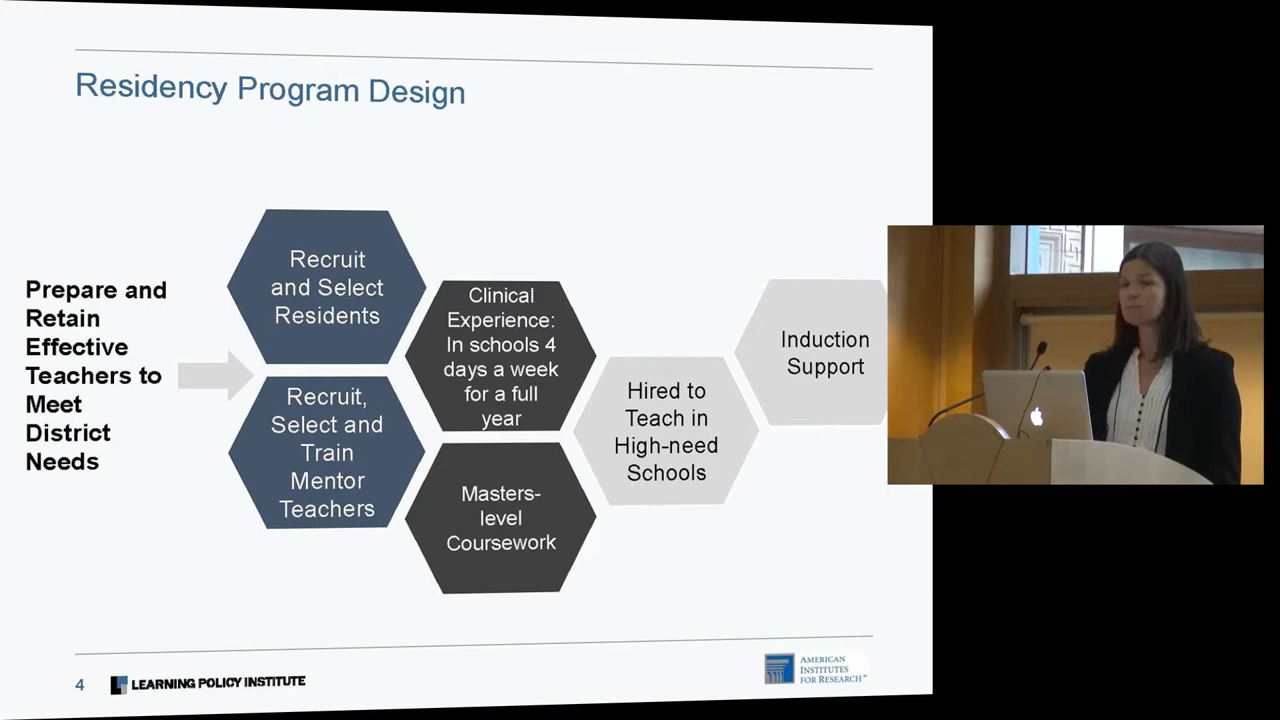 Residency Program Design
Prepare and
Retain
Effective
Teachers to
Meet
District
Needs
Recruit
and Select
Residents
Recruit,
Select and
Train
Mentor
Teachers
Clinical
Experience:
In schools 4
days a week
for a full
year
Masters-
level
Coursework
Hired to
Teach in
High-need
Schools
Induction
Support
4
LEARNING POLICY INSTITUTE
AMERICAN
INSTITUTES
FOR RESEARCH